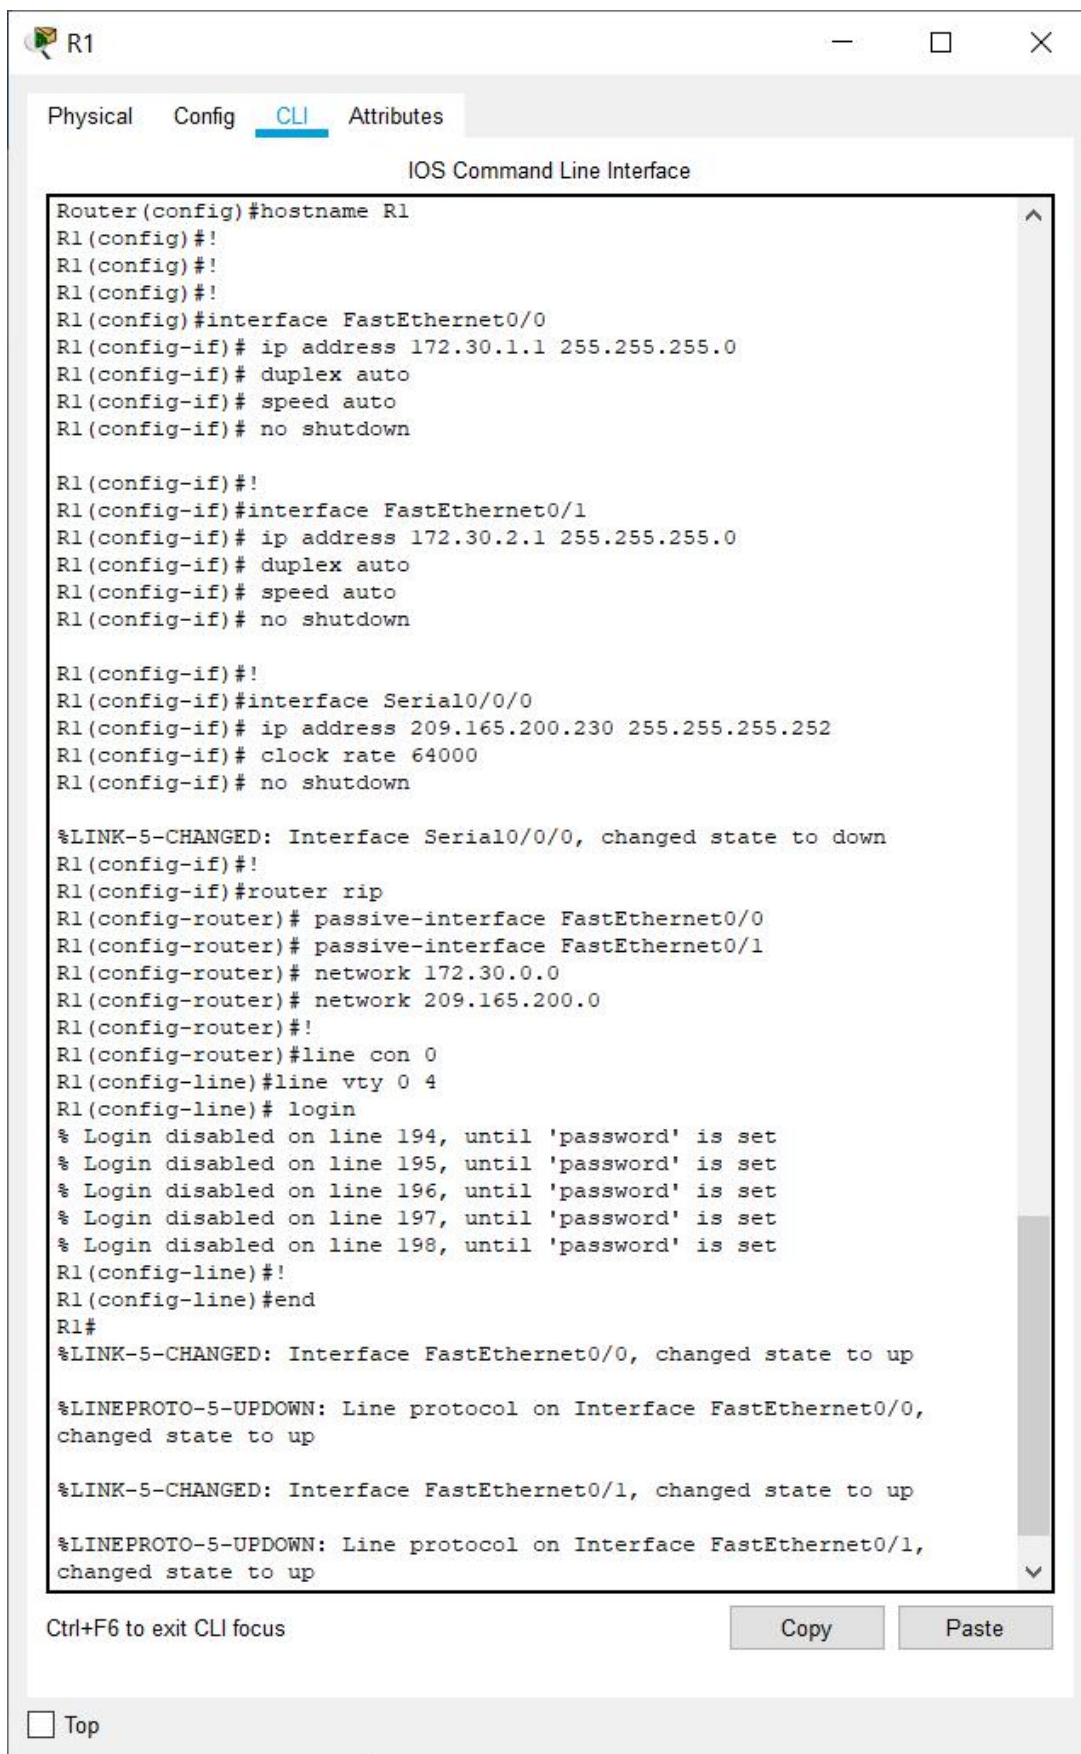 R1
Physical Config CLI Attributes
IOS Command Line Interface
Router(config)#hostname R1
R1(config)#!
R1(config)#!
R1(config)#!
R1(config)#interface FastEthernet0/0
R1(config-if)# ip address 172.30.1.1 255.255.255.0
R1(config-if)# duplex auto
R1(config-if)# speed auto
R1(config-if)# no shutdown
R1(config-if)#!
R1(config-if)#interface FastEthernet0/1
R1(config-if)# ip address 172.30.2.1 255.255.255.0
R1(config-if)# duplex auto
R1(config-if)# speed auto
R1(config-if)# no shutdown
R1(config-if)#!
R1(config-if)#interface Serial0/0/0
R1(config-if)# ip address 209.165.200.230 255.255.255.252
R1(config-if)# clock rate 64000
R1(config-if)# no shutdown
%LINK-5-CHANGED: Interface Serial0/0/0, changed state to down
R1(config-if)#!
R1(config-if)#router rip
R1(config-router)# passive-interface FastEthernet0/0
R1(config-router)# passive-interface FastEthernet0/1
R1(config-router)# network 172.30.0.0
R1(config-router)# network 209.165.200.0
R1(config-router)#!
R1(config-router)#line con 0
R1(config-line)#line vty 0 4
R1(config-line)# login
% Login disabled on line 194, until 'password' is set
% Login disabled on line 195, until 'password' is set
% Login disabled on line 196, until 'password' is set
% Login disabled on line 197, until 'password' is set
% Login disabled on line 198, until 'password' is set
R1(config-line)#!
R1(config-line)#end
R1#
%LINK-5-CHANGED: Interface FastEthernet0/0, changed state to up
%LINEPROTO-5-UPDOWN: Line protocol on Interface FastEthernet0/0,
changed state to up
%LINK-5-CHANGED: Interface FastEthernet0/1, changed state to up
%LINEPROTO-5-UPDOWN: Line protocol on Interface FastEthernet0/1,
changed state to up
Ctrl+F6 to exit CLI focus Copy Paste
Top